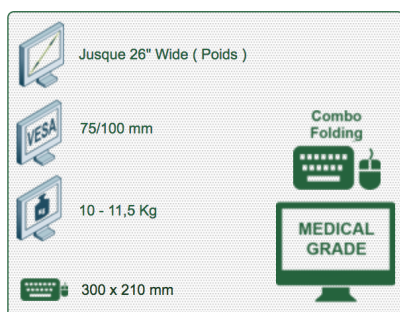 Jusque 26" Wide ( Poids )
VESA
75/100 mm
Combo
Folding
KG
10 - 11,5 Kg
MEDICAL
GRADE
300 x 210 mm